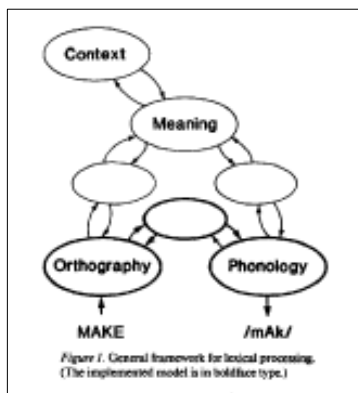 Context
Meaning
Orthography
Phonology
MAKE
/mAk/
Figure 1. General framework for lexical processing.
(The implemented model is in boldface type.)